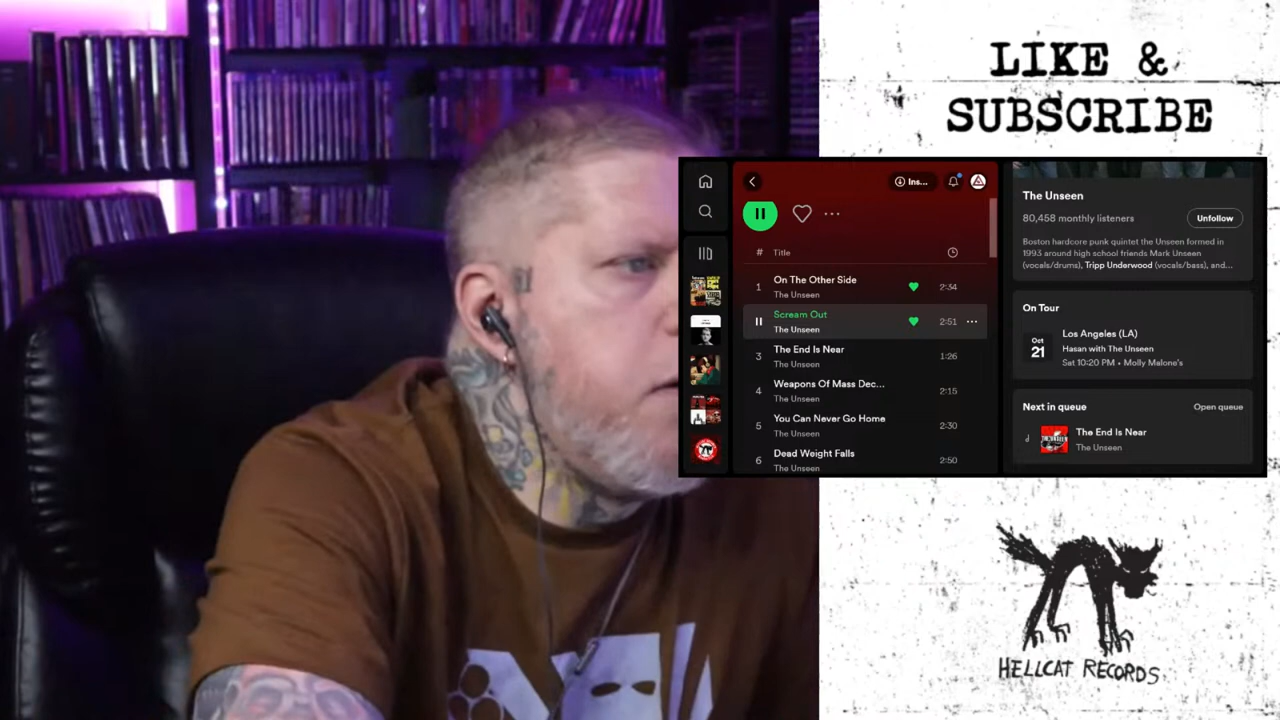 LIKE &
SUBSCRIBE
Ins...
# Title
1 On The Other Side 2:34
The Unseen
Scream Out 2:51
The Unseen
3 The End Is Near 1:26
The Unseen
4 Weapons Of Mass Dec... 2:15
The Unseen
5 You Can Never Go Home 2:30
The Unseen
6 Dead Weight Falls 2:50
The Unseen
The Unseen
80,458 monthly listeners Unfollow
Boston hardcore punk quintet the Unseen formed in
1993 around high school friends Mark Unseen
(vocals/drums), Tripp Underwood (vocals/bass), and...
On Tour
Oct
21
Los Angeles (LA)
Hasan with The Unseen
Sat 10:20 PM • Molly Malone's
Next in queue Open queue
The End Is Near
The Unseen
HELLCAT RECORDS